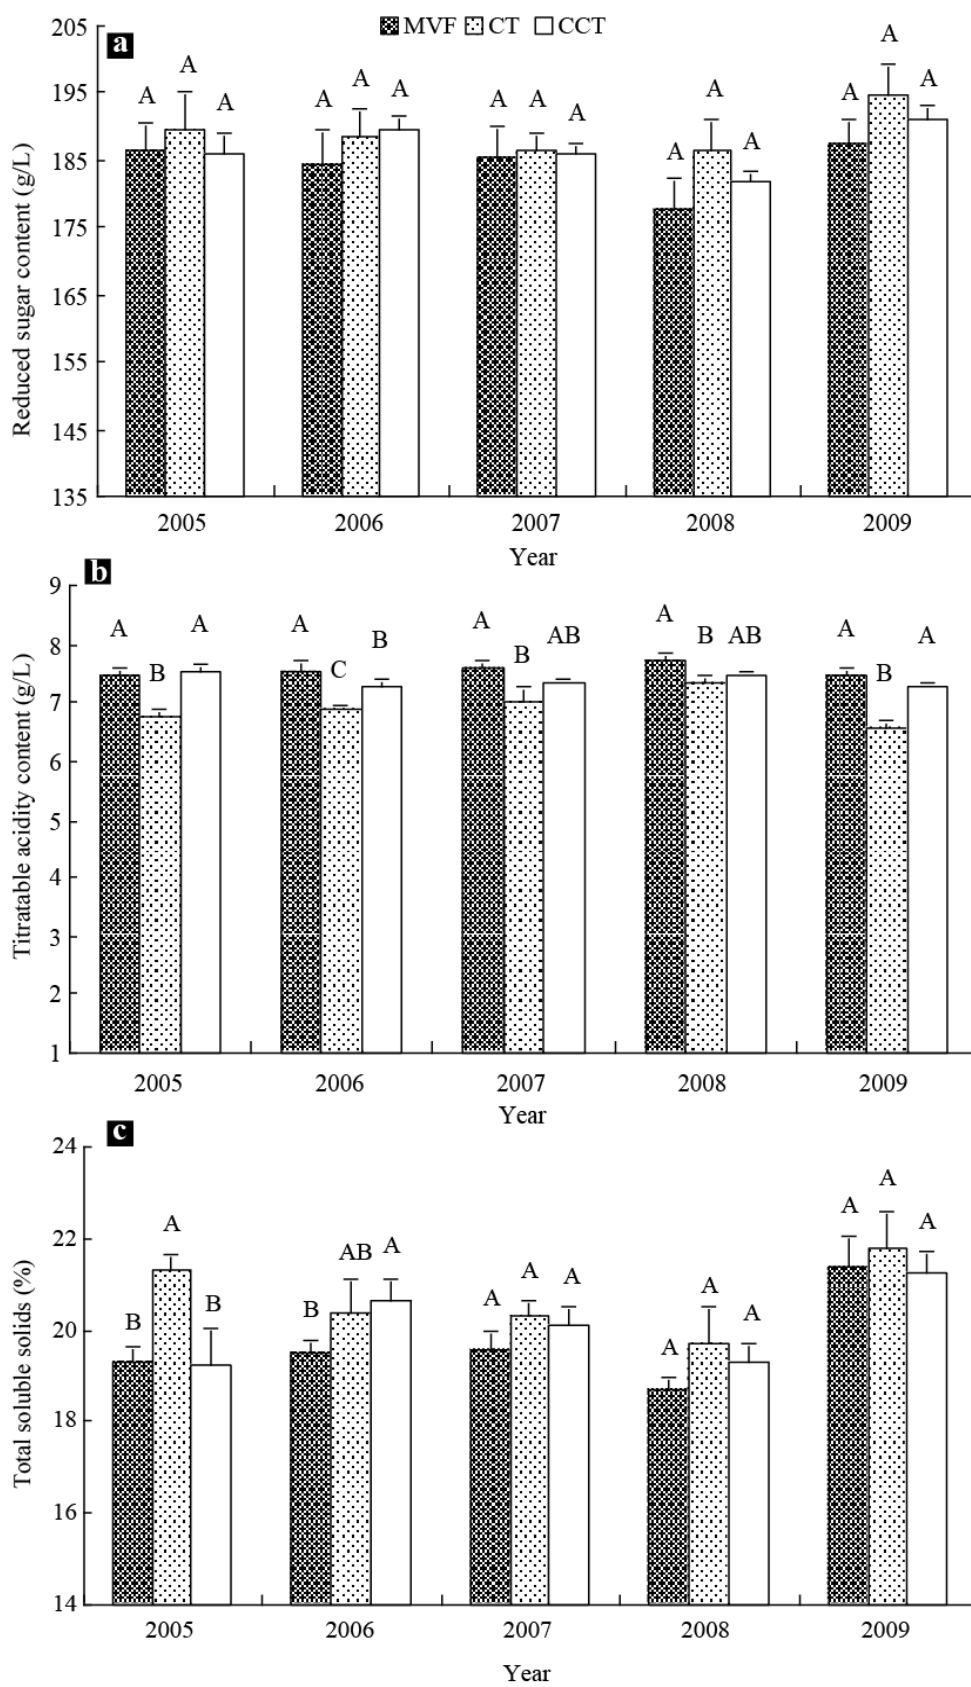 MVF CT CCT
a
Reduced sugar content (g/L)
205
195
185
175
165
155
145
135
A A A A A A A A A A A A A A A
2005 2006 2007 2008 2009
Year
b
Titratable acidity content (g/L)
9
8
7
6
5
4
3
2
1
A B A A C B A B AB A B AB A B A
2005 2006 2007 2008 2009
Year
c
Total soluble solids (%)
24
22
20
18
16
14
B A B B AB A A A A A A A A A A
2005 2006 2007 2008 2009
Year